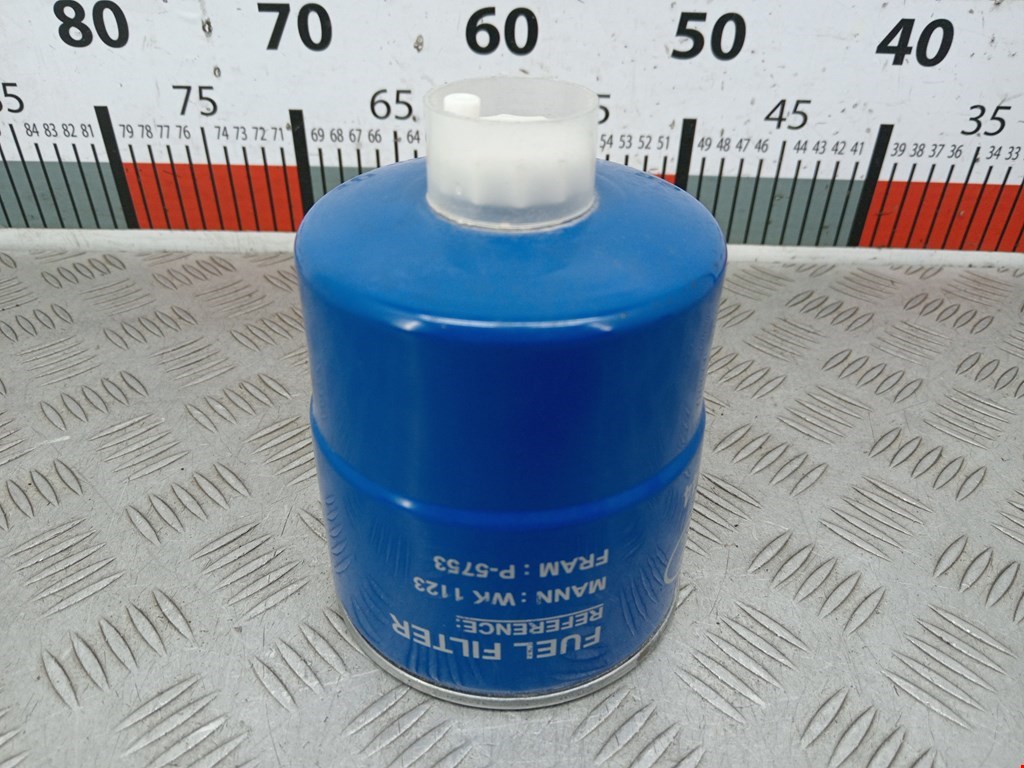 80 70 60 50 40
75 65 45 35
84 83 82 81 79 78 77 76 74 73 72 71 69 68 67 66 64 53 52 51 49 48 47 46 44 43 42 41 39 38 37 36 34 33
FUEL FILTER
REFERENCE:
MANN : WK 1123
FRAM : P-5753